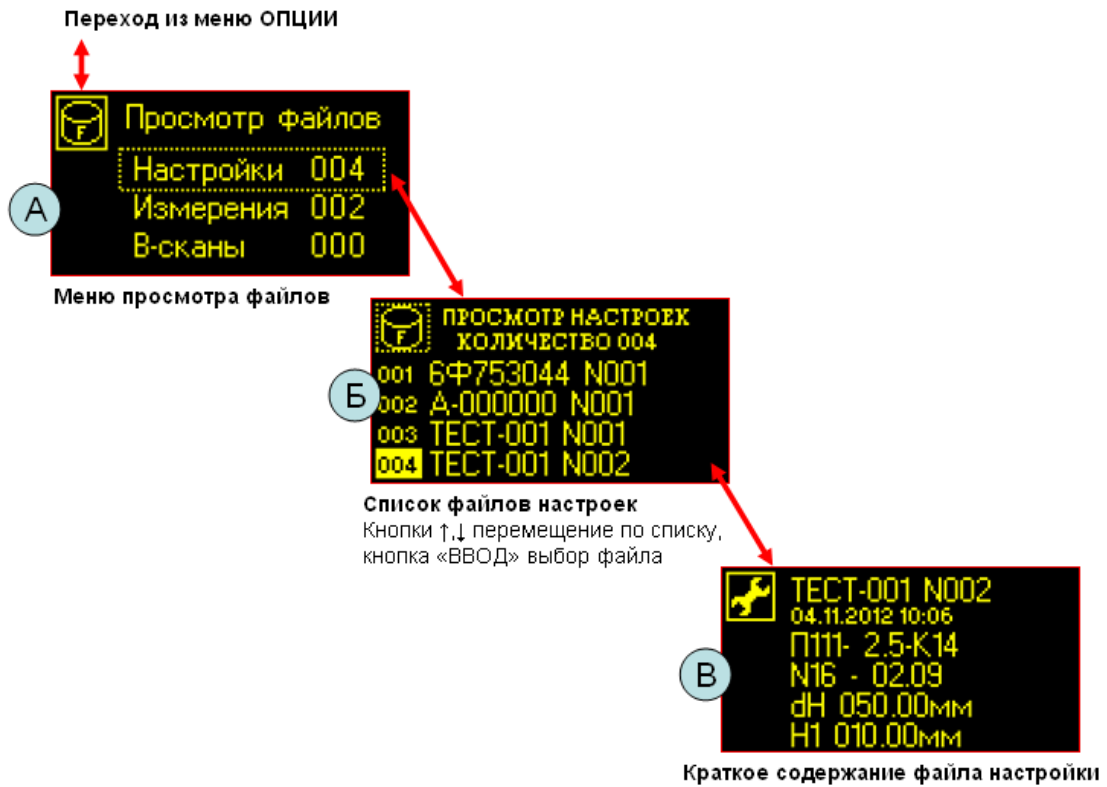 Переход из меню ОПЦИИ
F
Просмотр файлов
Настройки 004
Измерения 002
В-сканы 000
А
Меню просмотра файлов
F
ПРОСМОТР НАСТРОЕК
КОЛИЧЕСТВО 004
001 6Ф753044 N001
002 Д-000000 N001
003 ТЕСТ-001 N001
004 ТЕСТ-001 N002
Б
Список файлов настроек
Кнопки ↑,↓ перемещение по списку,
кнопка «ВВОД» выбор файла
ТЕСТ-001 N002
04.11.2012 10:06
П111- 2.5-К14
N16 - 02.09
dH 050.00мм
H1 010.00мм
В
Краткое содержание файла настройки